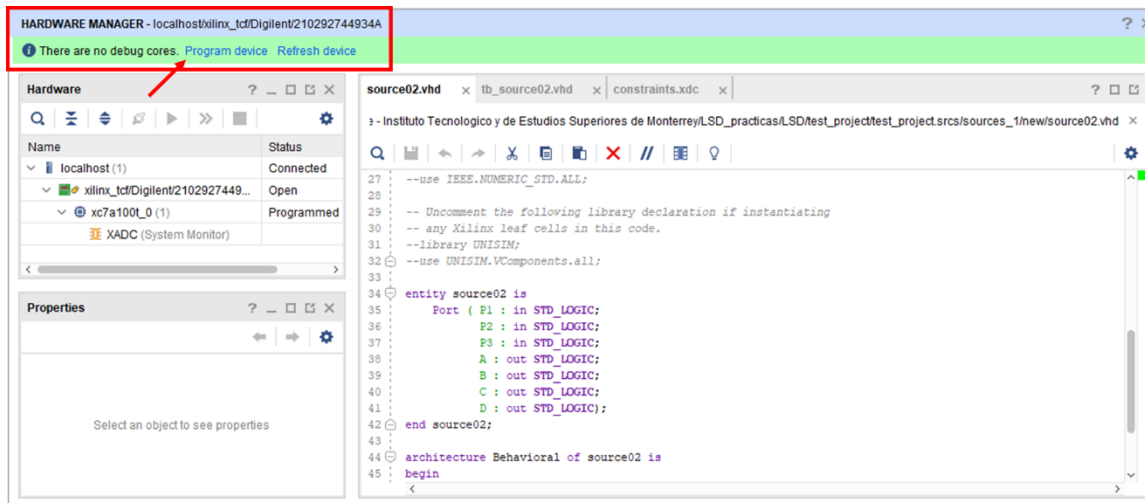 HARDWARE MANAGER - localhost/xilinx_tcf/Digilent/210292744934A
There are no debug cores. Program device Refresh device
Hardware
Name Status
localhost (1) Connected
xilinx_tcf/Digilent/2102927449... Open
xc7a100t_0 (1) Programmed
XADC (System Monitor)
Properties
Select an object to see properties
source02.vhd tb_source02.vhd constraints.xdc
- Instituto Tecnologico y de Estudios Superiores de Monterrey/LSD_practicas/LSD/test_project/test_project.srcs/sources_1/new/source02.vhd
27 --use IEEE.NUMERIC_STD.ALL;
28
29 -- Uncomment the following library declaration if instantiating
30 -- any Xilinx leaf cells in this code.
31 --library UNISIM;
32 --use UNISIM.VComponents.all;
33
34 entity source02 is
35 Port ( P1 : in STD_LOGIC;
36 P2 : in STD_LOGIC;
37 P3 : in STD_LOGIC;
38 A : out STD_LOGIC;
39 B : out STD_LOGIC;
40 C : out STD_LOGIC;
41 D : out STD_LOGIC);
42 end source02;
43
44 architecture Behavioral of source02 is
45 begin